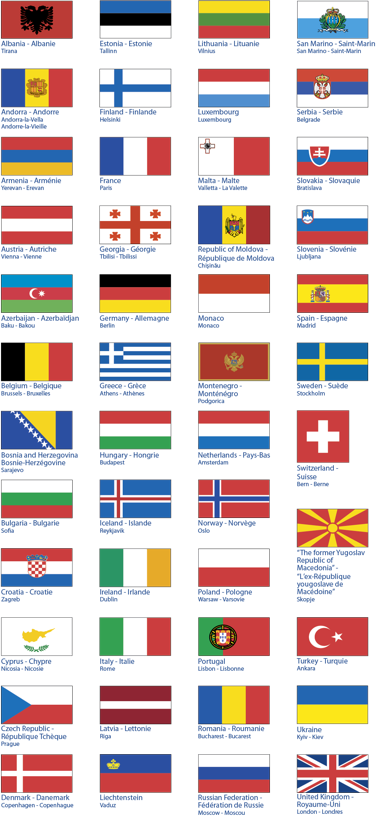 Albania - Albanie
Tirana
Andorra - Andorre
Andorra-la-Vella
Andorre-la-Vieille
Armenia - Arménie
Yerevan - Erevan
Austria - Autriche
Vienna - Vienne
Azerbaijan - Azerbaïdjan
Baku - Bakou
Belgium - Belgique
Brussels - Bruxelles
Bosnia and Herzegovina
Bosnie-Herzégovine
Sarajevo
Bulgaria - Bulgarie
Sofia
Croatia - Croatie
Zagreb
Cyprus - Chypre
Nicosia - Nicosie
Czech Republic -
République Tchèque
Prague
Denmark - Danemark
Copenhagen - Copenhague
Estonia - Estonie
Tallinn
Finland - Finlande
Helsinki
France
Paris
Georgia - Géorgie
Tbilisi - Tbilissi
Germany - Allemagne
Berlin
Greece - Grèce
Athens - Athènes
Hungary - Hongrie
Budapest
Iceland - Islande
Reykjavik
Ireland - Irlande
Dublin
Italy - Italie
Rome
Latvia - Lettonie
Riga
Liechtenstein
Vaduz
Lithuania - Lituanie
Vilnius
Luxembourg
Luxembourg
Malta - Malte
Valletta - La Valette
Republic of Moldova -
République de Moldova
Chişinău
Monaco
Monaco
Montenegro -
Monténégro
Podgorica
Netherlands - Pays-Bas
Amsterdam
Norway - Norvège
Oslo
Poland - Pologne
Warsaw - Varsovie
Portugal
Lisbon - Lisbonne
Romania - Roumanie
Bucharest - Bucarest
Russian Federation -
Fédération de Russie
Moscow - Moscou
San Marino - Saint-Marin
San Marino - Saint-Marin
Serbia - Serbie
Belgrade
Slovakia - Slovaquie
Bratislava
Slovenia - Slovénie
Ljubljana
Spain - Espagne
Madrid
Sweden - Suède
Stockholm
Switzerland -
Suisse
Bern - Berne
"The former Yugoslav
Republic of
Macedonia" -
"L'ex-République
yougoslave de
Macédoine"
Skopje
Turkey - Turquie
Ankara
Ukraine
Kyiv - Kiev
United Kingdom -
Royaume-Uni
London - Londres